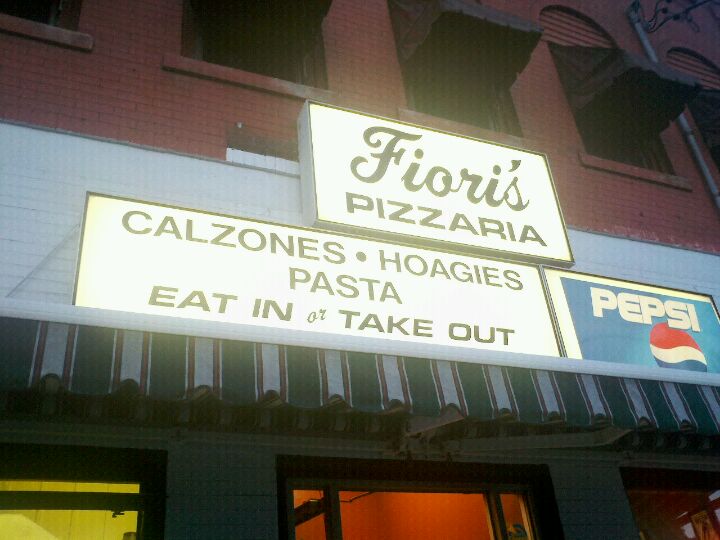 Fiori's
PIZZARIA
CALZONES • HOAGIES
PASTA
EAT IN or TAKE OUT
PEPSI